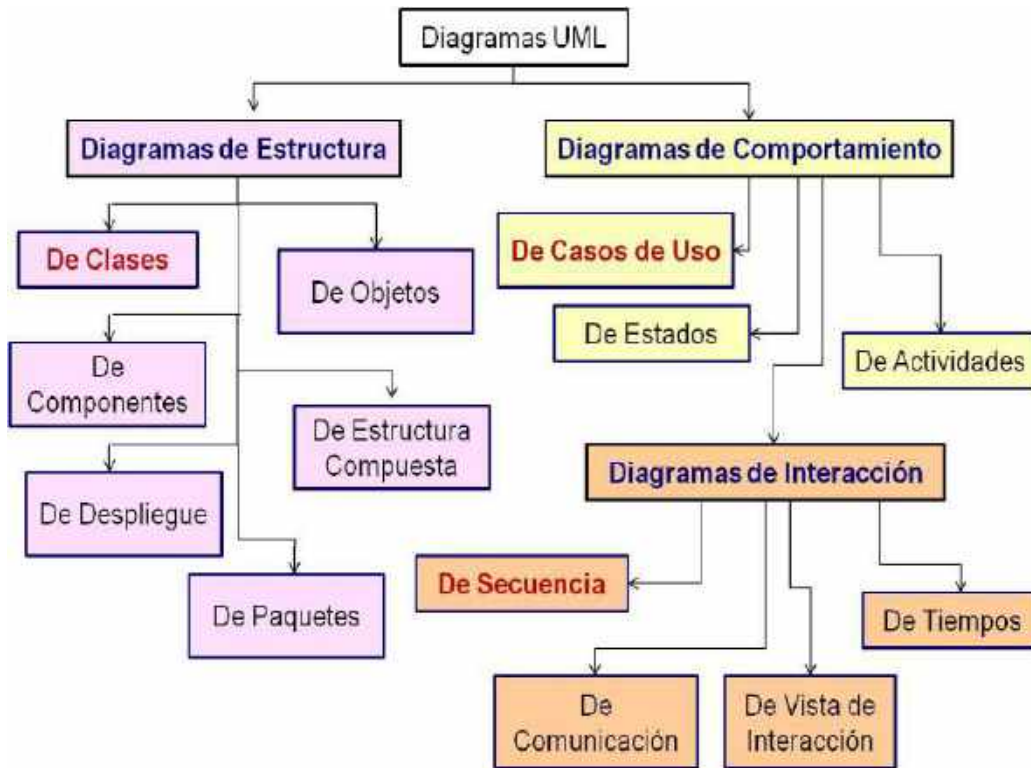 Diagramas UML
Diagramas de Estructura
Diagramas de Comportamiento
De Clases
De Objetos
De Casos de Uso
De Estados
De Actividades
De
Componentes
De Estructura
Compuesta
Diagramas de Interacción
De Despliegue
De Secuencia
De Paquetes
De Tiempos
De
Comunicación
De Vista de
Interacción